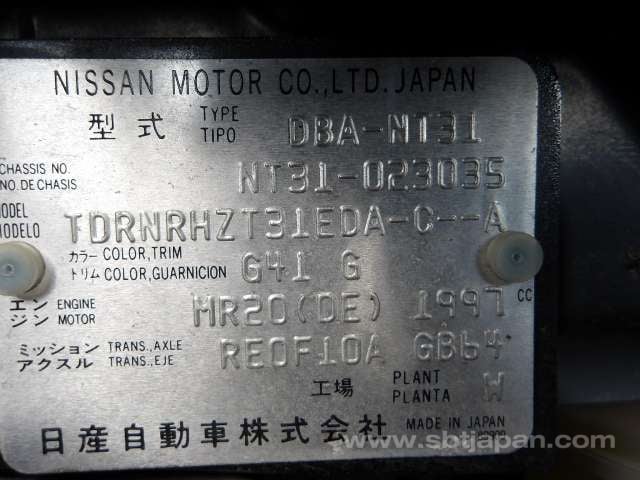 NISSAN MOTOR CO.,LTD. JAPAN
型式 TYPE TIPO DBA-NT31
CHASSIS NO. NO. DE CHASIS NT31-023035
MODEL MODELO TDRNRHZT31EDA-C--A
カラー COLOR, TRIM トリム COLOR, GUARNICION G41 G
エンジン ENGINE MOTOR MR20(DE) 1997 CC
ミッション TRANS., AXLE アクスル TRANS., EJE RE0F10A GB64
工場 PLANT PLANTA W
日産自動車株式会社 MADE IN JAPAN
www.sbtjapan.com